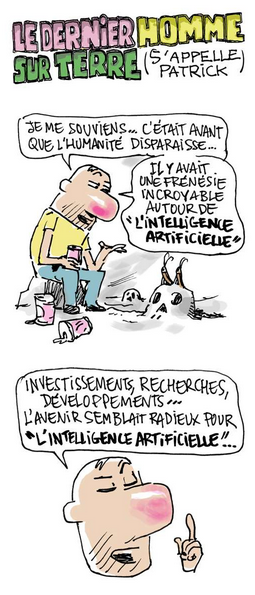 LE DERNIER HOMME
SUR TERRE (S'APPELLE
PATRICK)
JE ME SOUVIENS... C'ÉTAIT AVANT
QUE L'HUMANITÉ DISPARAISSE...
IL Y AVAIT
UNE FRÉNÉSIE
INCROYABLE
AUTOUR DE
"L'INTELLIGENCE
ARTIFICIELLE"
INVESTISSEMENTS, RECHERCHES,
DÉVELOPPEMENTS...
L'AVENIR SEMBLAIT RADIEUX POUR
"L'INTELLIGENCE ARTIFICIELLE"...